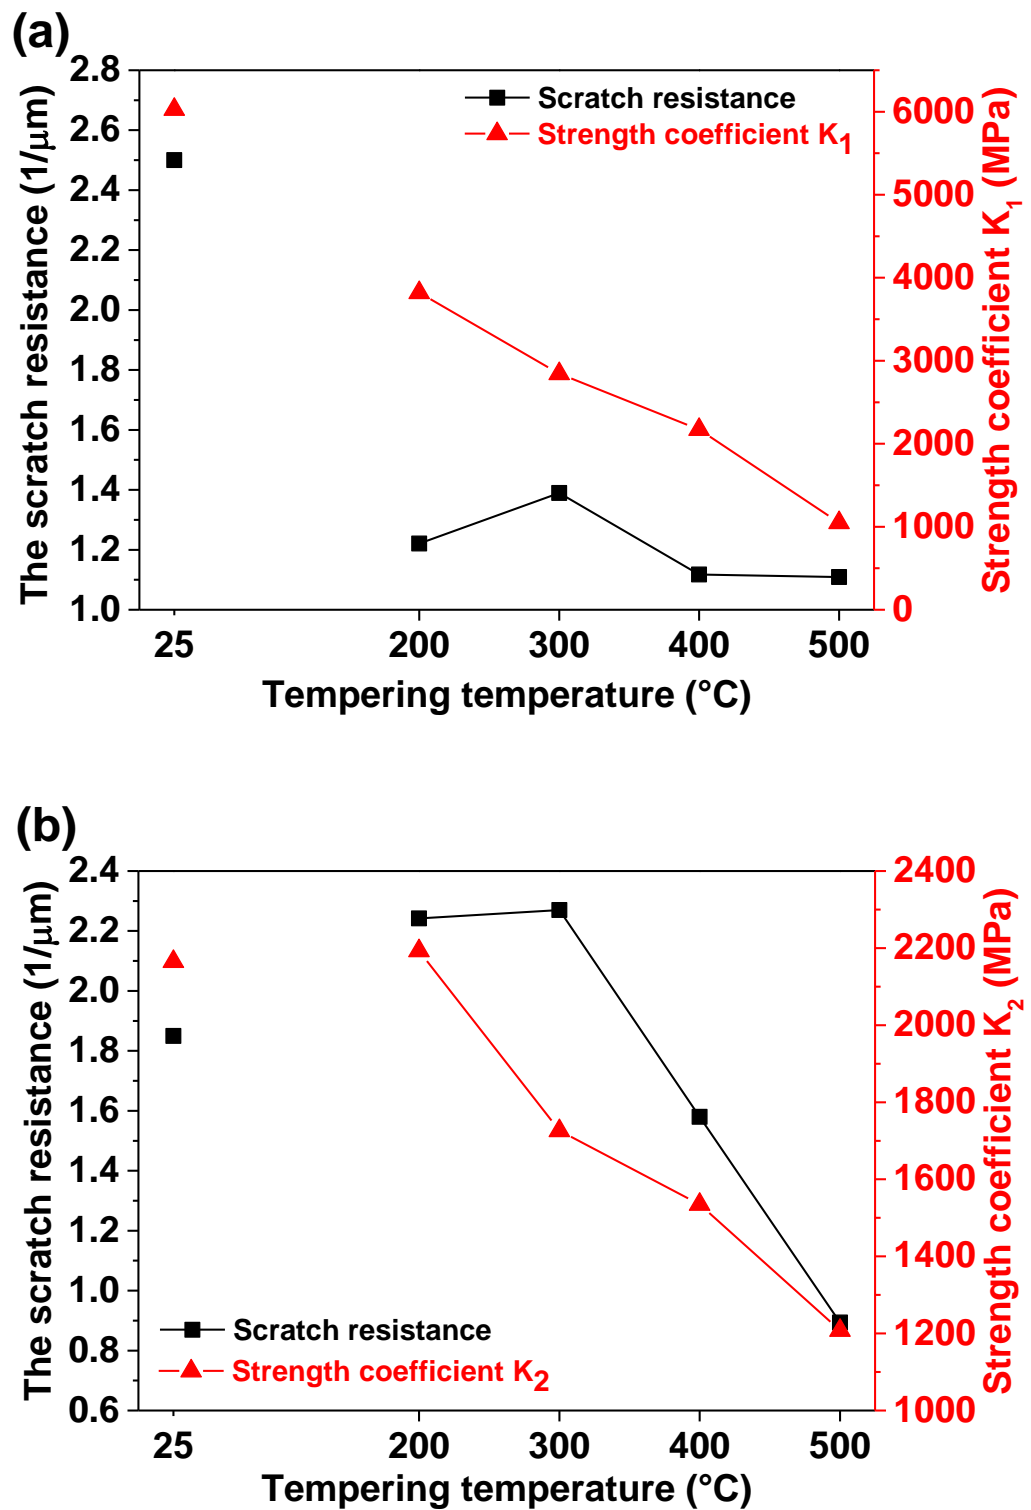 (a)
The scratch resistance (1/μm)
2.8
2.6
2.4
2.2
2.0
1.8
1.6
1.4
1.2
1.0
Scratch resistance
Strength coefficient K₁
6000
5000
4000
3000
2000
1000
0
Strength coefficient K₁ (MPa)
25 200 300 400 500
Tempering temperature (°C)
(b)
The scratch resistance (1/μm)
2.4
2.2
2.0
1.8
1.6
1.4
1.2
1.0
0.8
0.6
Scratch resistance
Strength coefficient K₂
2400
2200
2000
1800
1600
1400
1200
1000
Strength coefficient K₂ (MPa)
25 200 300 400 500
Tempering temperature (°C)